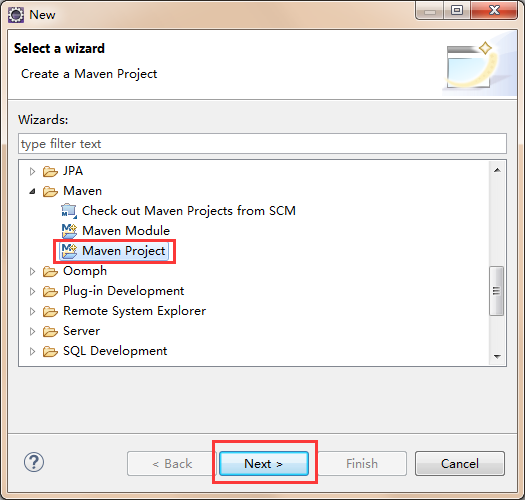 New
Select a wizard
Create a Maven Project
Wizards:
type filter text
JPA
Maven
Check out Maven Projects from SCM
Maven Module
Maven Project
Oomph
Plug-in Development
Remote System Explorer
Server
SQL Development
?
< Back
Next >
Finish
Cancel